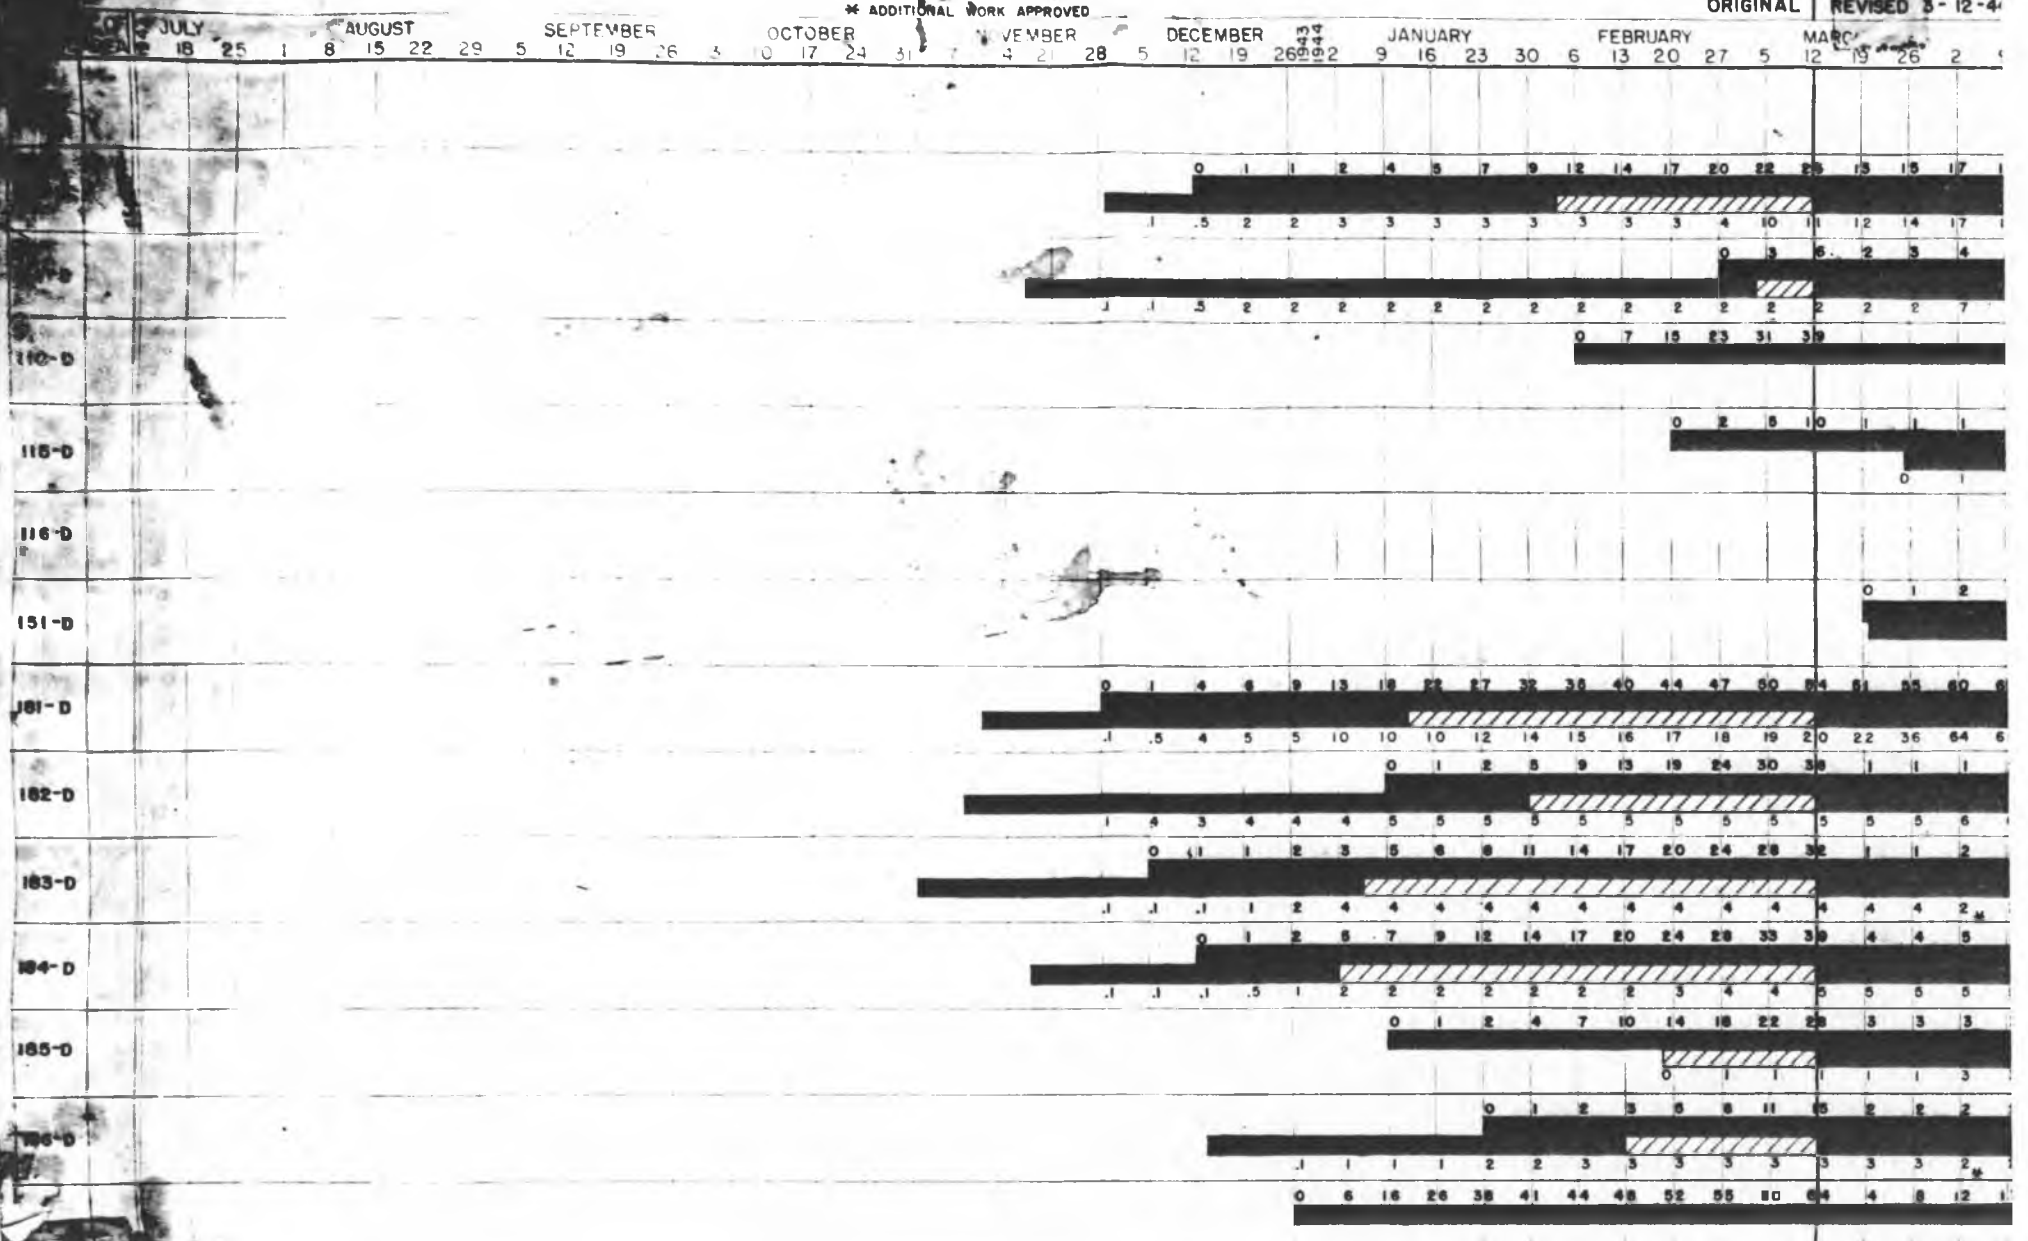 * ADDITIONAL WORK APPROVED
ORIGINAL REVISED 3-12-44
JULY AUGUST SEPTEMBER OCTOBER NOVEMBER DECEMBER 1943 1944 JANUARY FEBRUARY MARCH
18 25 1 8 15 22 29 5 12 19 26 3 10 17 24 31 7 21 28 5 12 19 26 2 9 16 23 30 6 13 20 27 5 12 19 26 2
0 1 1 2 4 5 7 9 12 14 17 20 22 13 15 17
.1 .5 2 2 3 3 3 3 3 3 3 3 4 10 11 12 14 17
0 3 6 2 3 4
.1 .1 .5 2 2 2 2 2 2 2 2 2 2 2 2 2 2 2 7
110-D
0 7 15 23 31 39
115-D
0 2 5 10 1 1 1
0 1
116-D
151-D
0 1 2
181-D
0 1 4 6 9 13 18 22 27 32 36 40 44 47 50 54 51 55 60
.1 .5 4 5 5 10 10 10 12 14 15 16 17 18 19 20 22 36 64
182-D
0 1 2 5 9 13 19 24 30 38 1 1 1
1 4 3 4 4 4 5 5 5 5 5 5 5 5 5 5 5 5 6
183-D
0 1 1 2 3 5 6 8 11 14 17 20 24 28 32 1 1 2
.1 .1 .1 1 2 4 4 4 4 4 4 4 4 4 4 4 4 4 2 *
184-D
0 1 2 5 7 9 12 14 17 20 24 28 33 39 4 4 5
.1 .1 .1 .5 1 2 2 2 2 2 2 2 3 4 4 5 5 5 5
185-D
0 1 2 4 7 10 14 18 22 28 3 3 3
0 1 1 1 1 1 3
186-D
0 1 2 3 5 8 11 15 2 2 2
.1 1 1 1 2 2 3 3 3 3 3 3 3 3 2 *
0 6 16 26 38 41 44 48 52 55 64 4 8 12